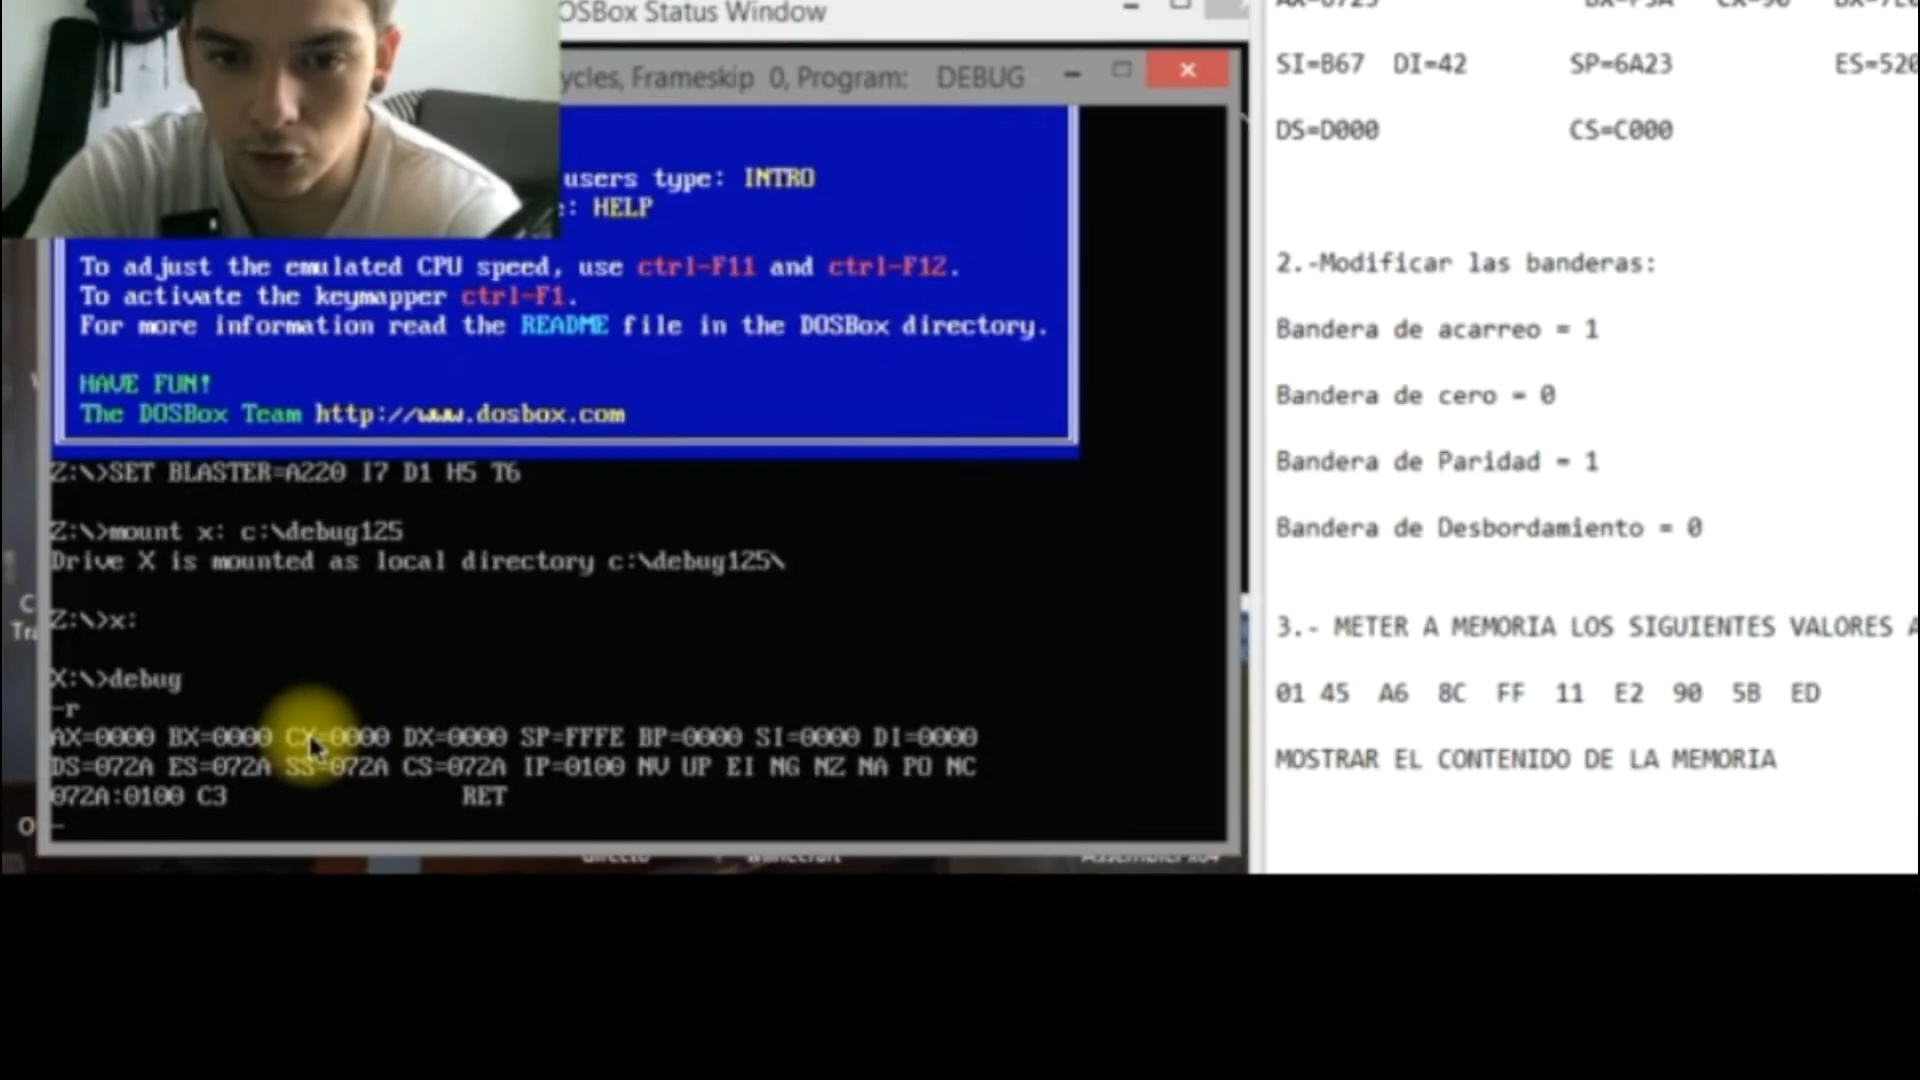 OSBox Status Window
ycles, Frameskip 0, Program: DEBUG
users type: INTRO
: HELP
To adjust the emulated CPU speed, use ctrl-F11 and ctrl-F12.
To activate the keymapper ctrl-F1.
For more information read the README file in the DOSBox directory.
HAVE FUN!
The DOSBox Team http://www.dosbox.com
Z:\>SET BLASTER=A220 I7 D1 H5 T6
Z:\>mount x: c:\debug125
Drive X is mounted as local directory c:\debug125\
Z:\>x:
X:\>debug
-r
AX=0000 BX=0000 CX=0000 DX=0000 SP=FFFE BP=0000 SI=0000 DI=0000
DS=072A ES=072A SS=072A CS=072A IP=0100 NV UP EI NG NZ NA PO NC
072A:0100 C3 RET
-
SI=B67 DI=42 SP=6A23 ES=520
DS=D000 CS=C000
2.-Modificar las banderas:
Bandera de acarreo = 1
Bandera de cero = 0
Bandera de Paridad = 1
Bandera de Desbordamiento = 0
3.- METER A MEMORIA LOS SIGUIENTES VALORES A
01 45 A6 8C FF 11 E2 90 5B ED
MOSTRAR EL CONTENIDO DE LA MEMORIA